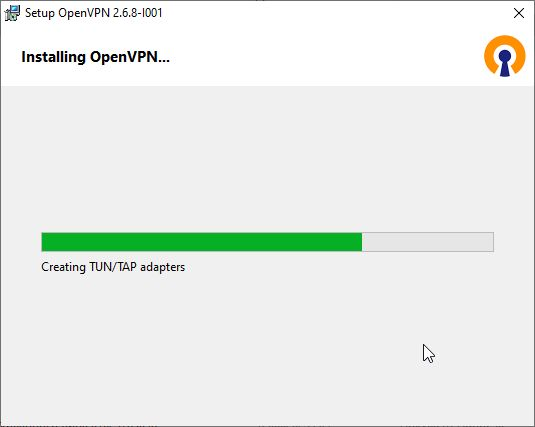 Setup OpenVPN 2.6.8-I001
Installing OpenVPN...
Creating TUN/TAP adapters